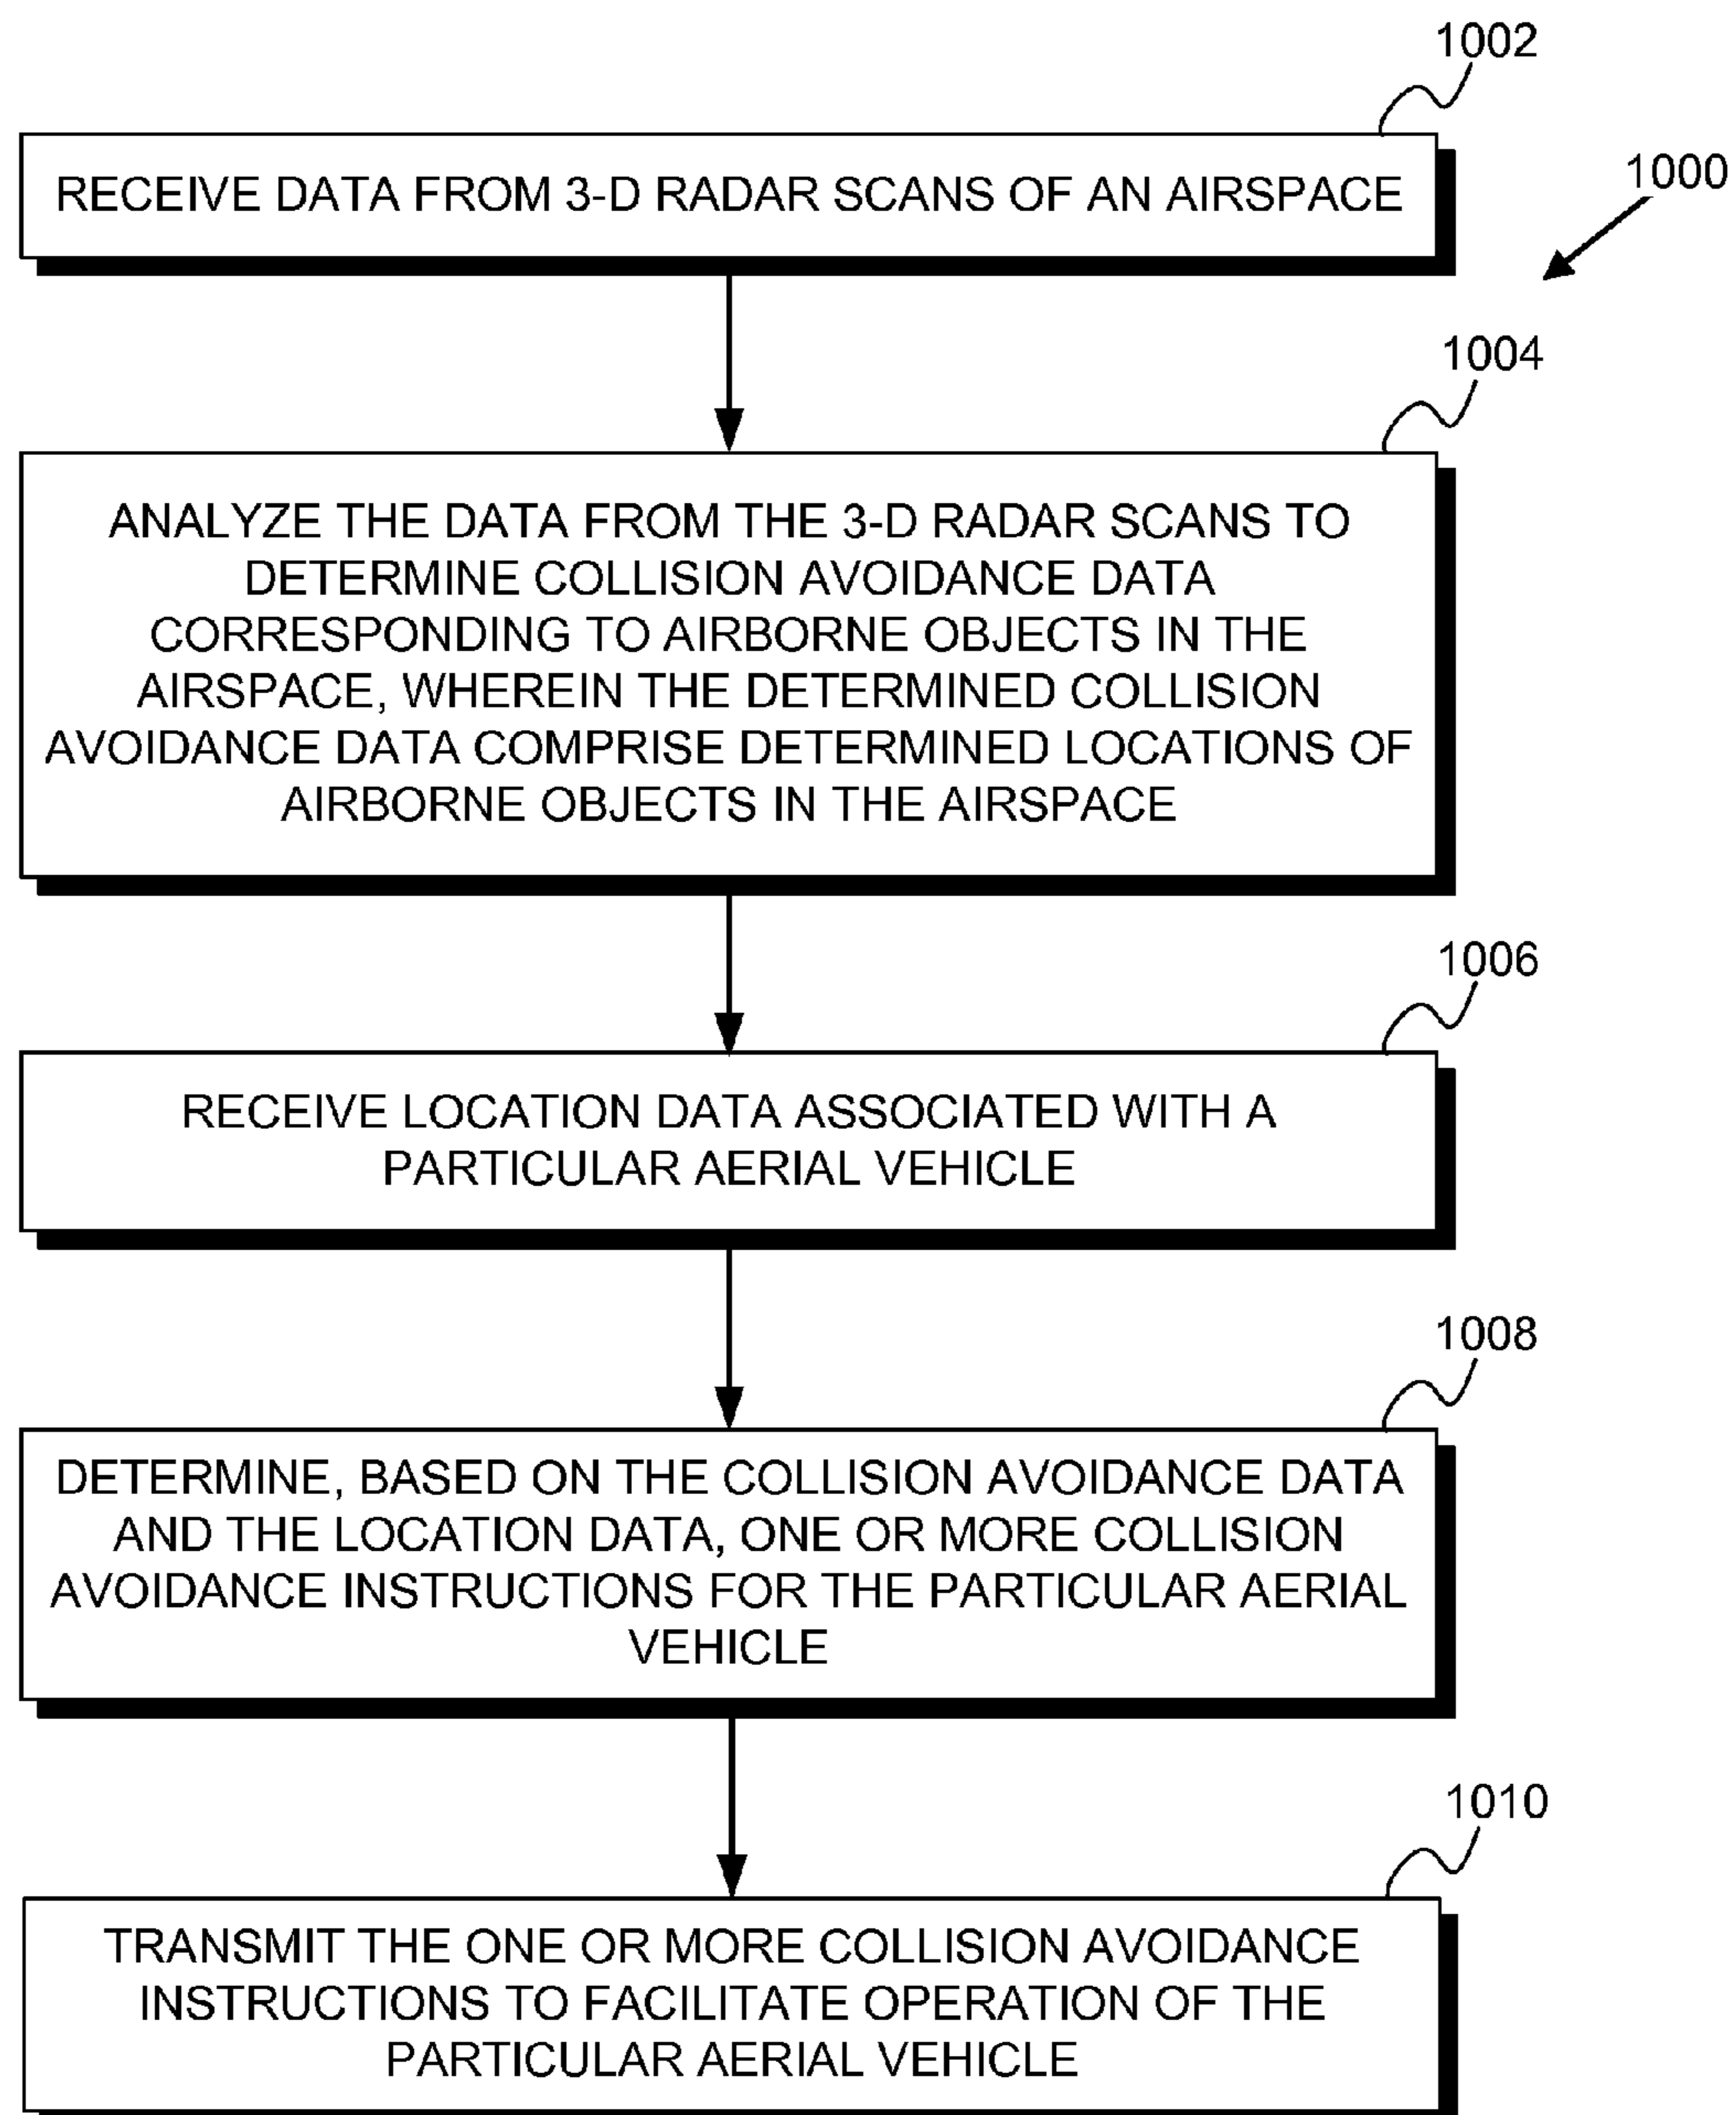 1002
1000
RECEIVE DATA FROM 3-D RADAR SCANS OF AN AIRSPACE
1004
ANALYZE THE DATA FROM THE 3-D RADAR SCANS TO
DETERMINE COLLISION AVOIDANCE DATA
CORRESPONDING TO AIRBORNE OBJECTS IN THE
AIRSPACE, WHEREIN THE DETERMINED COLLISION
AVOIDANCE DATA COMPRISE DETERMINED LOCATIONS OF
AIRBORNE OBJECTS IN THE AIRSPACE
1006
RECEIVE LOCATION DATA ASSOCIATED WITH A
PARTICULAR AERIAL VEHICLE
1008
DETERMINE, BASED ON THE COLLISION AVOIDANCE DATA
AND THE LOCATION DATA, ONE OR MORE COLLISION
AVOIDANCE INSTRUCTIONS FOR THE PARTICULAR AERIAL
VEHICLE
1010
TRANSMIT THE ONE OR MORE COLLISION AVOIDANCE
INSTRUCTIONS TO FACILITATE OPERATION OF THE
PARTICULAR AERIAL VEHICLE